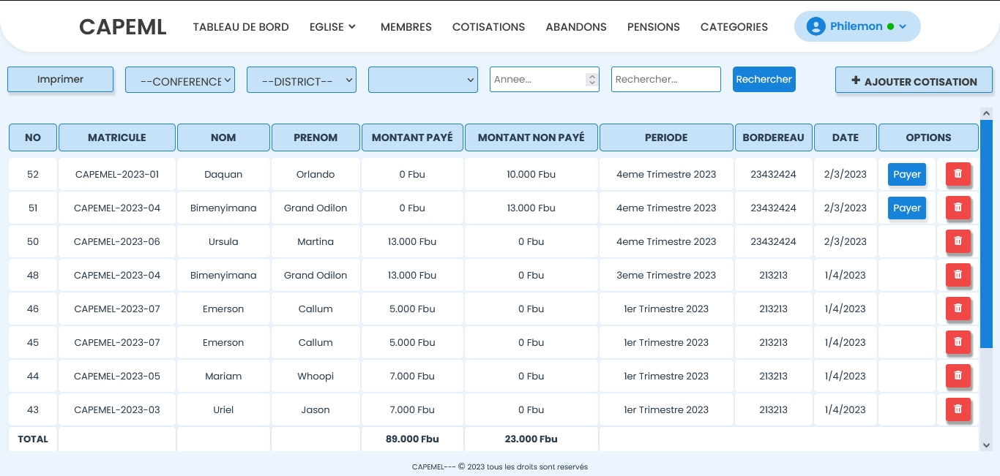 CAPEML TABLEAU DE BORD EGLISE MEMBRES COTISATIONS ABANDONS PENSIONS CATEGORIES Philemon
Imprimer --CONFERENCE --DISTRICT-- Annee... Rechercher... Rechercher + AJOUTER COTISATION
NO MATRICULE NOM PRENOM MONTANT PAYÉ MONTANT NON PAYÉ PERIODE BORDEREAU DATE OPTIONS
52 CAPEMEL-2023-01 Daquan Orlando 0 Fbu 10.000 Fbu 4eme Trimestre 2023 23432424 2/3/2023 Payer
51 CAPEMEL-2023-04 Bimenyimana Grand Odilon 0 Fbu 13.000 Fbu 4eme Trimestre 2023 23432424 2/3/2023 Payer
50 CAPEMEL-2023-06 Ursula Martina 13.000 Fbu 0 Fbu 4eme Trimestre 2023 23432424 2/3/2023
48 CAPEMEL-2023-04 Bimenyimana Grand Odilon 13.000 Fbu 0 Fbu 3eme Trimestre 2023 213213 1/4/2023
46 CAPEMEL-2023-07 Emerson Callum 5.000 Fbu 0 Fbu 1er Trimestre 2023 213213 1/4/2023
45 CAPEMEL-2023-07 Emerson Callum 5.000 Fbu 0 Fbu 1er Trimestre 2023 213213 1/4/2023
44 CAPEMEL-2023-05 Mariam Whoopi 7.000 Fbu 0 Fbu 1er Trimestre 2023 213213 1/4/2023
43 CAPEMEL-2023-03 Uriel Jason 7.000 Fbu 0 Fbu 1er Trimestre 2023 213213 1/4/2023
TOTAL 89.000 Fbu 23.000 Fbu
CAPEMEL--- © 2023 tous les droits sont reservés